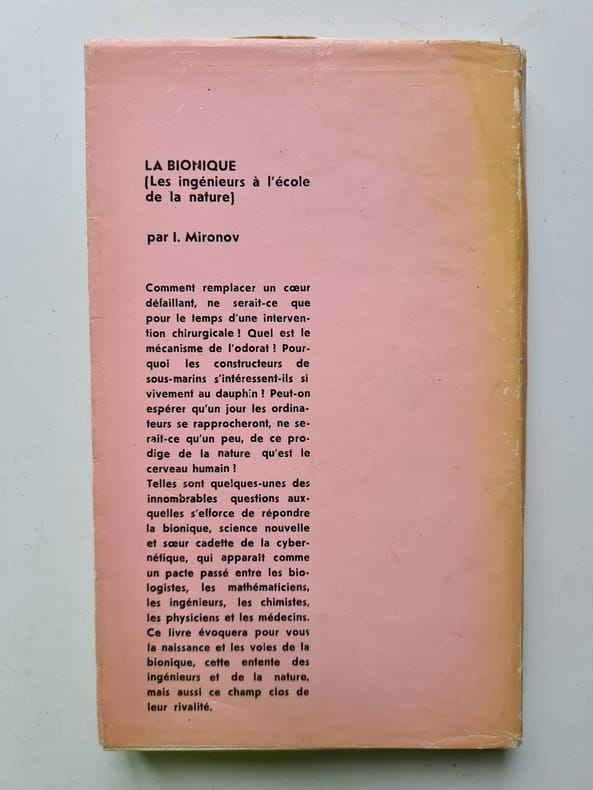 LA BIONIQUE
(Les ingénieurs à l'école
de la nature)
par I. Mironov
Comment remplacer un cœur
défaillant, ne serait-ce que
pour le temps d'une interven-
tion chirurgicale ? Quel est le
mécanisme de l'odorat ? Pour-
quoi les constructeurs de
sous-marins s'intéressent-ils si
vivement au dauphin ? Peut-on
espérer qu'un jour les ordina-
teurs se rapprocheront, ne se-
rait-ce qu'un peu, de ce pro-
dige de la nature qu'est le
cerveau humain ?
Telles sont quelques-unes des
innombrables questions aux-
quelles s'efforce de répondre
la bionique, science nouvelle
et sœur cadette de la cyber-
nétique, qui apparaît comme
un pacte passé entre les bio-
logistes, les mathématiciens,
les ingénieurs, les chimistes,
les physiciens et les médecins.
Ce livre évoquera pour vous
la naissance et les voies de la
bionique, cette entente des
ingénieurs et de la nature,
mais aussi ce champ clos de
leur rivalité.